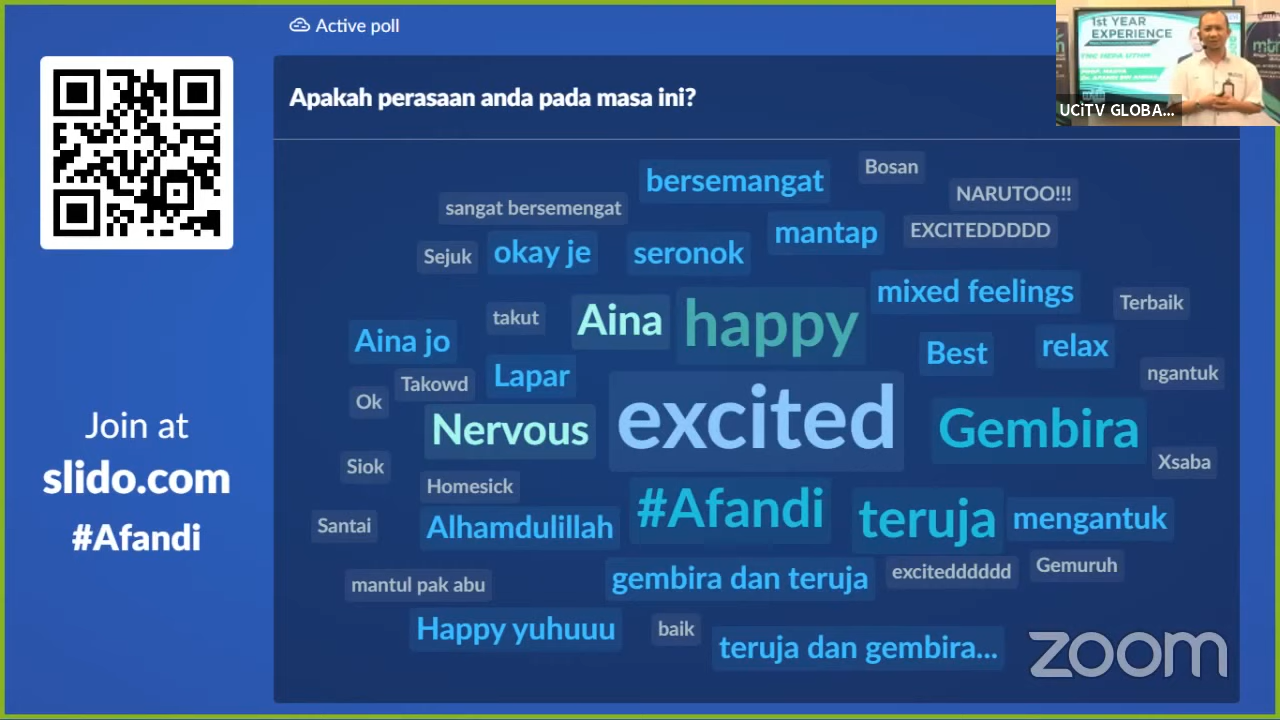 Active poll
Apakah perasaan anda pada masa ini?
1st YEAR
EXPERIENCE
UCiTV GLOBA...
bersemangat
Bosan
NARUTOO!!!
sangat bersemengat
mantap
EXCITEDDDDD
Sejuk
okay je
seronok
mixed feelings
Terbaik
takut
Aina
happy
Aina jo
Best
relax
Takowd
Lapar
ngantuk
Ok
Nervous
excited
Gembira
Xsaba
Siok
Homesick
#Afandi
Santai
Alhamdulillah
teruja
mengantuk
mantul pak abu
gembira dan teruja
excitedddddd
Gemuruh
Happy yuhuuu
baik
teruja dan gembira...
Join at
slido.com
#Afandi
zoom